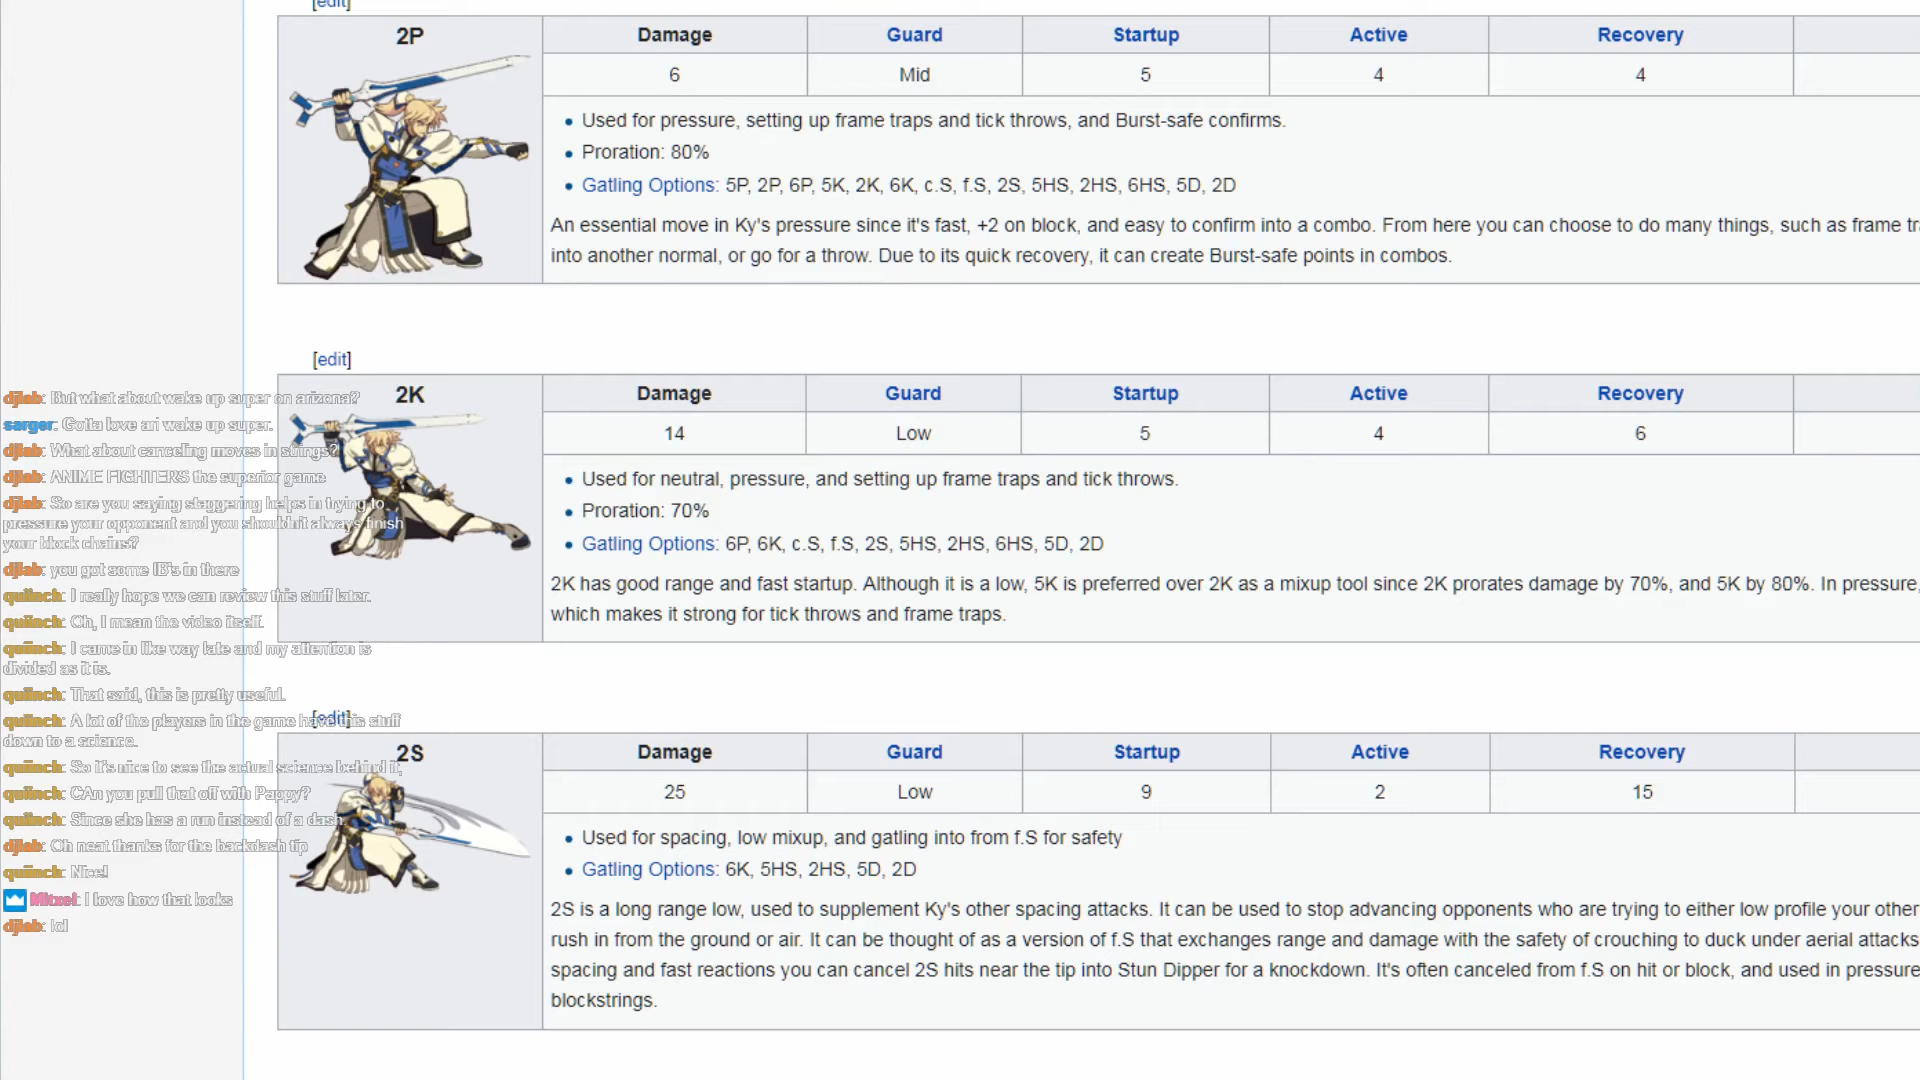 [edit]
2P Damage Guard Startup Active Recovery
6 Mid 5 4 4
Used for pressure, setting up frame traps and tick throws, and Burst-safe confirms.
Proration: 80%
Gatling Options: 5P, 2P, 6P, 5K, 2K, 6K, c.S, f.S, 2S, 5HS, 2HS, 6HS, 5D, 2D
An essential move in Ky's pressure since it's fast, +2 on block, and easy to confirm into a combo. From here you can choose to do many things, such as frame tr
into another normal, or go for a throw. Due to its quick recovery, it can create Burst-safe points in combos.
[edit]
2K Damage Guard Startup Active Recovery
14 Low 5 4 6
Used for neutral, pressure, and setting up frame traps and tick throws.
Proration: 70%
Gatling Options: 6P, 6K, c.S, f.S, 2S, 5HS, 2HS, 6HS, 5D, 2D
2K has good range and fast startup. Although it is a low, 5K is preferred over 2K as a mixup tool since 2K prorates damage by 70%, and 5K by 80%. In pressure,
which makes it strong for tick throws and frame traps.
[edit]
2S Damage Guard Startup Active Recovery
25 Low 9 2 15
Used for spacing, low mixup, and gatling into from f.S for safety
Gatling Options: 6K, 5HS, 2HS, 5D, 2D
2S is a long range low, used to supplement Ky's other spacing attacks. It can be used to stop advancing opponents who are trying to either low profile your other
rush in from the ground or air. It can be thought of as a version of f.S that exchanges range and damage with the safety of crouching to duck under aerial attacks
spacing and fast reactions you can cancel 2S hits near the tip into Stun Dipper for a knockdown. It's often canceled from f.S on hit or block, and used in pressure
blockstrings.
djlab: But what about wake up super on arizona?
sarger: Gotta love ari wake up super.
djlab: What about canceling moves in strings?
djlab: ANIME FIGHTERS the superior game
djlab: So are you saying staggering helps in trying to
pressure your opponent and you shouldn't always finish
your block chains?
djlab: you got some IB's in there
quiinch: I really hope we can review this stuff later.
quiinch: Oh, I mean the video itself.
quiinch: I came in like way late and my attention is
divided as it is.
quiinch: That said, this is pretty useful.
quiinch: A lot of the players in the game have this stuff
down to a science.
quiinch: So it's nice to see the actual science behind it,
quiinch: CAn you pull that off with Pappy?
quiinch: Since she has a run instead of a dash.
djlab: Oh neat thanks for the backdash tip
quiinch: Nice!
Mitxel: I love how that looks
djlab: lol